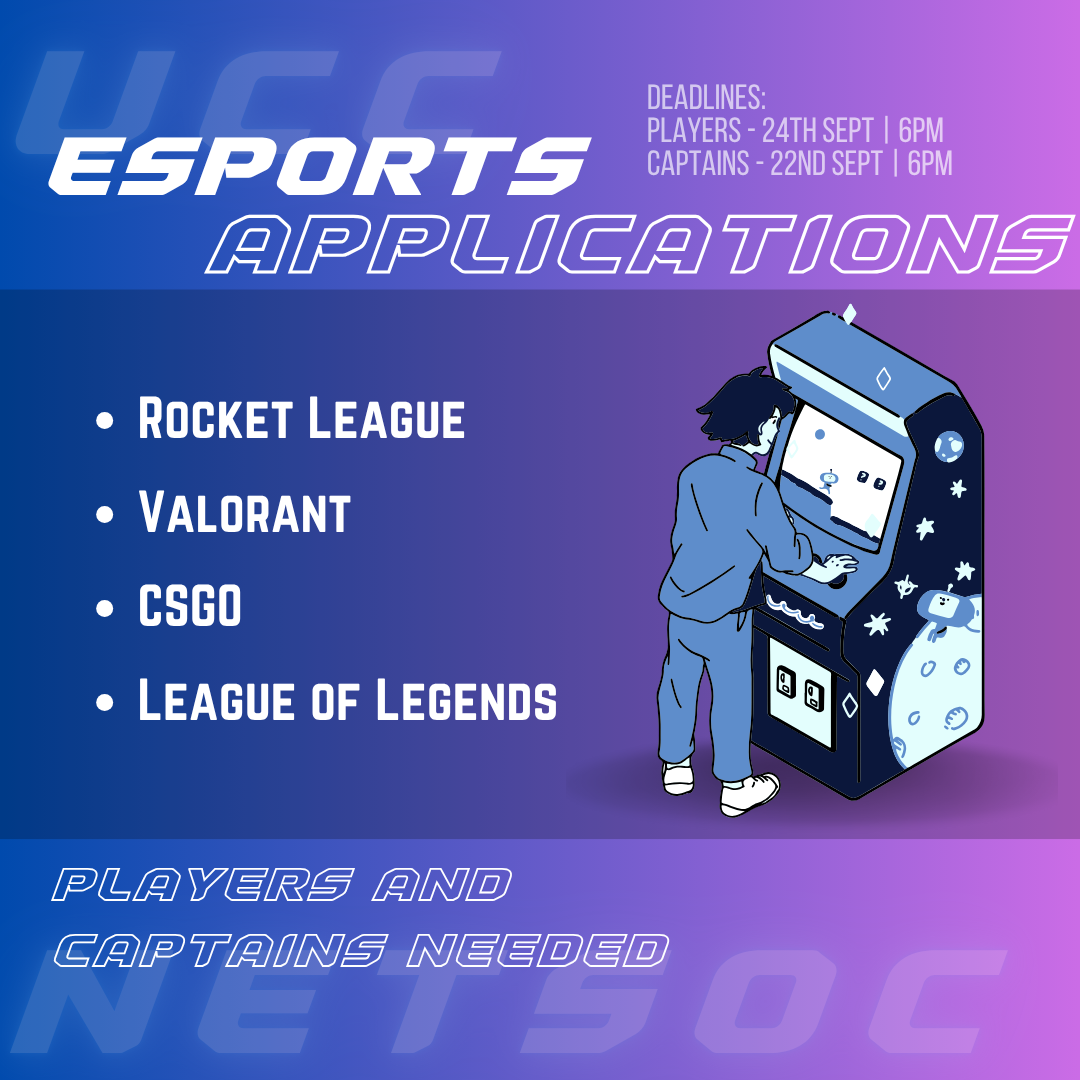 UCC
ESPORTS
APPLICATIONS
DEADLINES:
PLAYERS - 24TH SEPT | 6PM
CAPTAINS - 22ND SEPT | 6PM
• Rocket League
• Valorant
• CSGO
• League of Legends
? ?
PLAYERS AND
CAPTAINS NEEDED
NETSOC